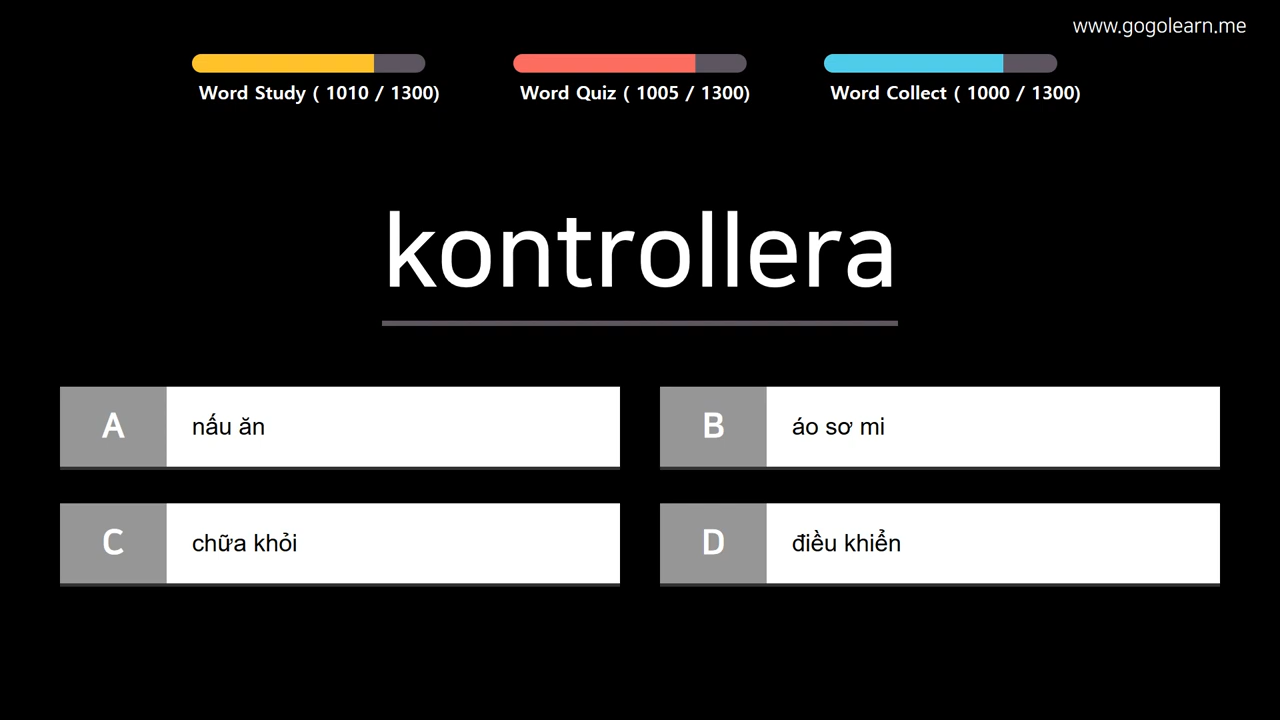 www.gogolearn.me
Word Study ( 1010 / 1300)
Word Quiz ( 1005 / 1300)
Word Collect ( 1000 / 1300)
kontrollera
A nấu ăn
B áo sơ mi
C chữa khỏi
D điều khiển